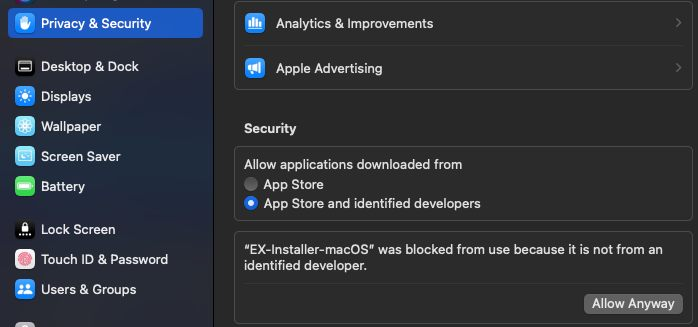 Privacy & Security
Desktop & Dock
Displays
Wallpaper
Screen Saver
Battery
Lock Screen
Touch ID & Password
Users & Groups
Analytics & Improvements
Apple Advertising
Security
Allow applications downloaded from
App Store
App Store and identified developers
“EX-Installer-macOS” was blocked from use because it is not from an
identified developer.
Allow Anyway